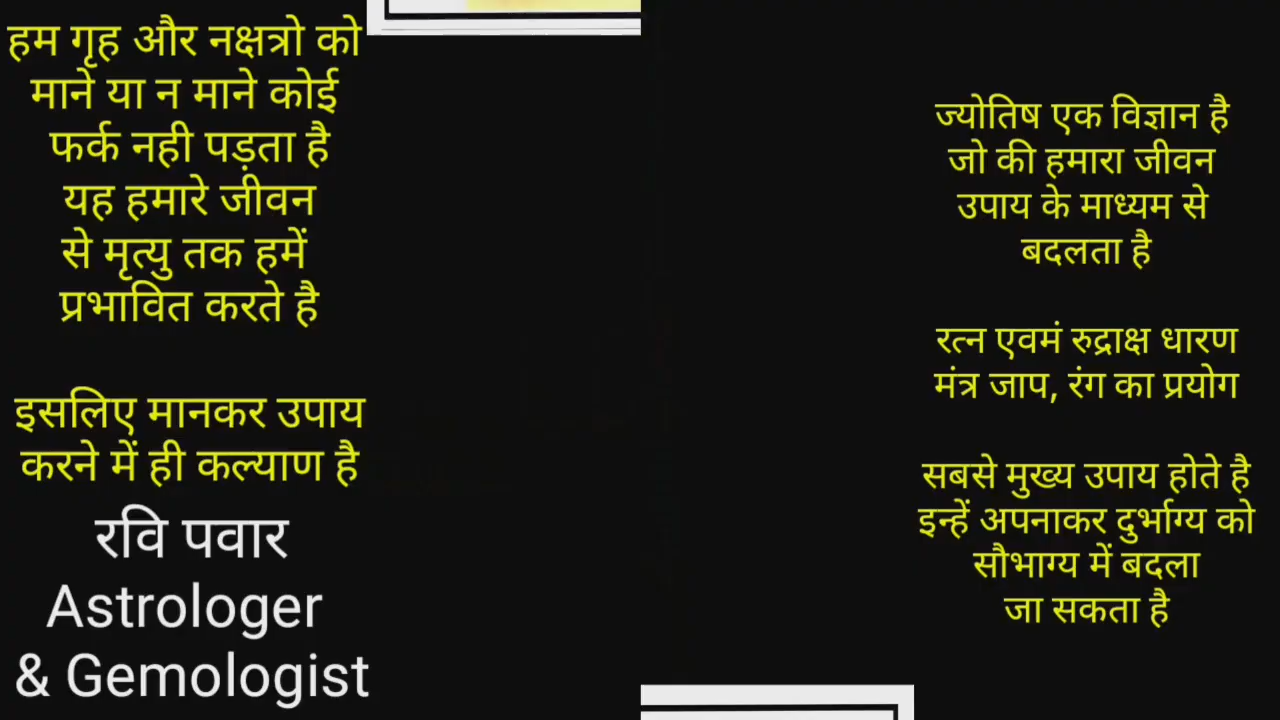 हम गृह और नक्षत्रो को
माने या न माने कोई
फर्क नही पड़ता है
यह हमारे जीवन
से मृत्यु तक हमें
प्रभावित करते है
इसलिए मानकर उपाय
करने में ही कल्याण है
रवि पवार
Astrologer
& Gemologist
ज्योतिष एक विज्ञान है
जो की हमारा जीवन
उपाय के माध्यम से
बदलता है
रत्न एवमं रुद्राक्ष धारण
मंत्र जाप, रंग का प्रयोग
सबसे मुख्य उपाय होते है
इन्हें अपनाकर दुर्भाग्य को
सौभाग्य में बदला
जा सकता है